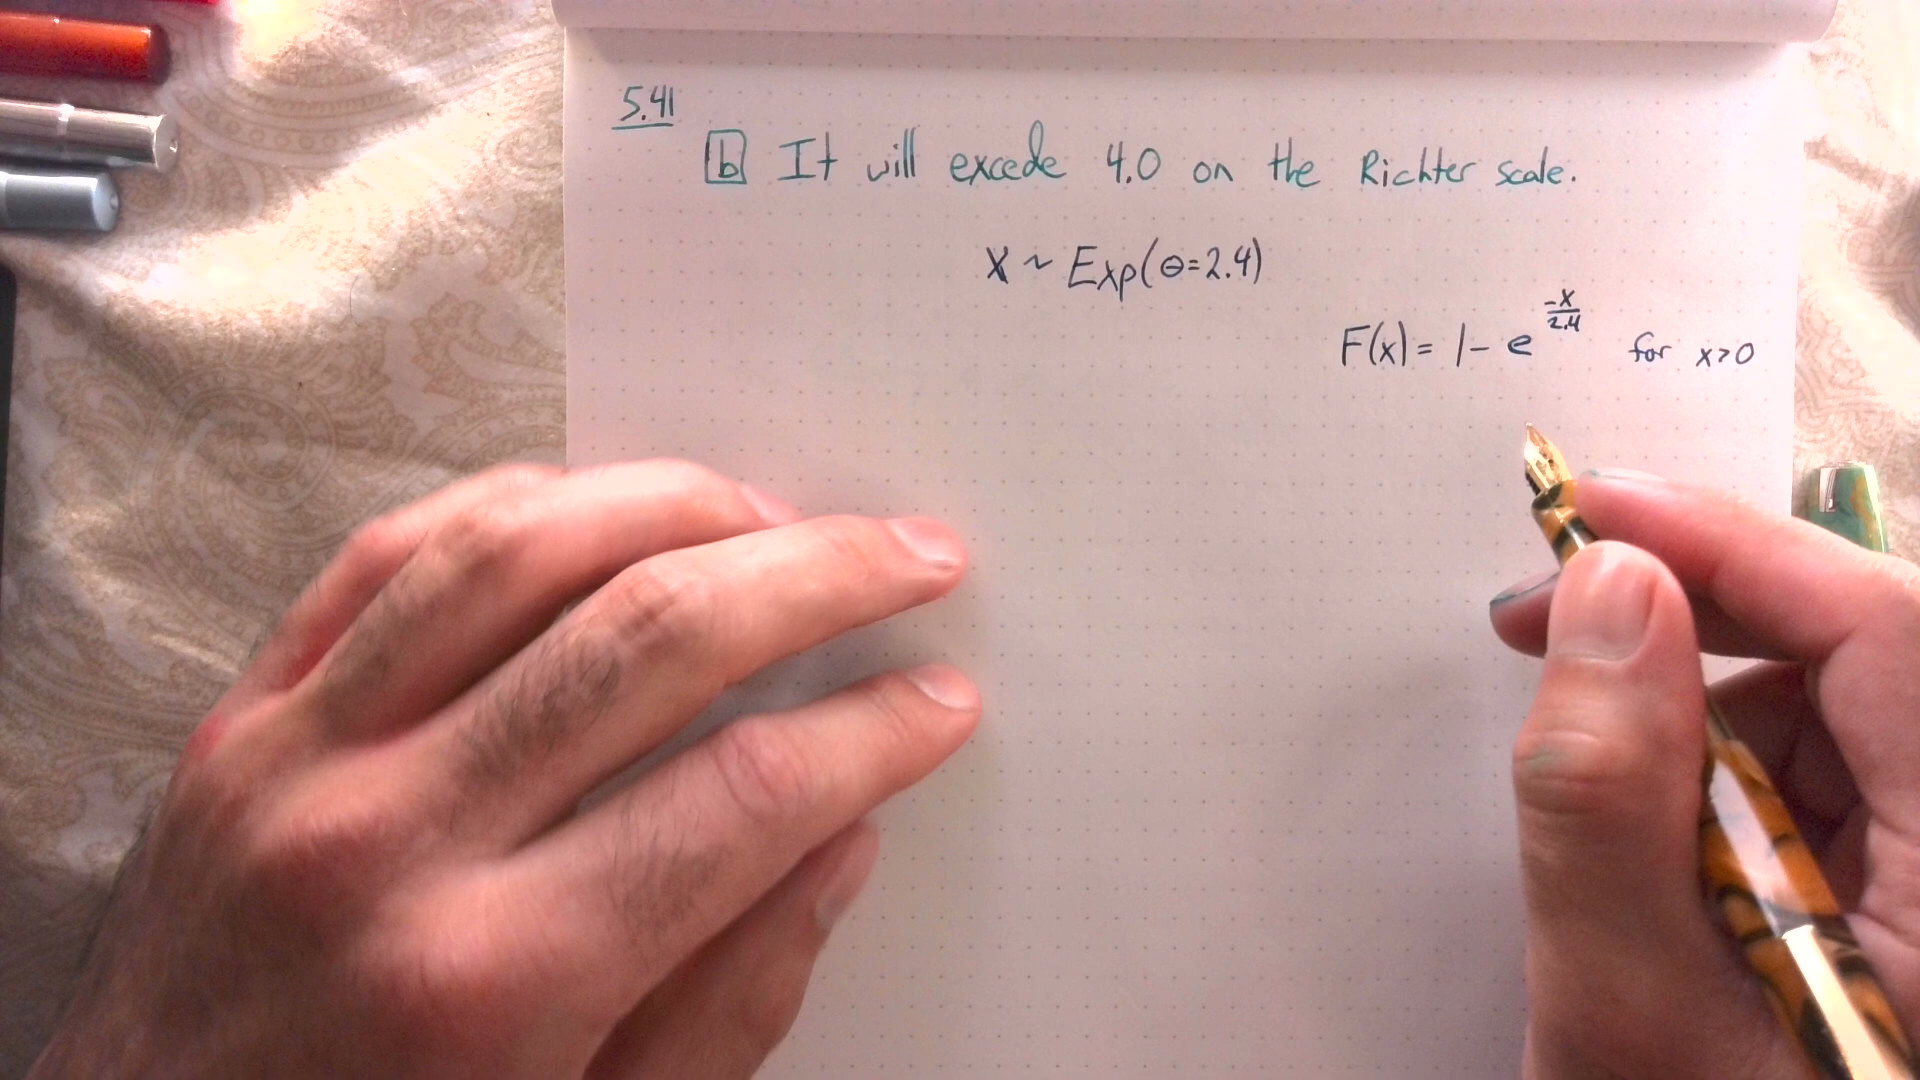 5.41
b It will excede 4.0 on the Richter scale.
X ~ Exp(θ=2.4)
F(x) = 1 - e^(-x/2.4) for x>0